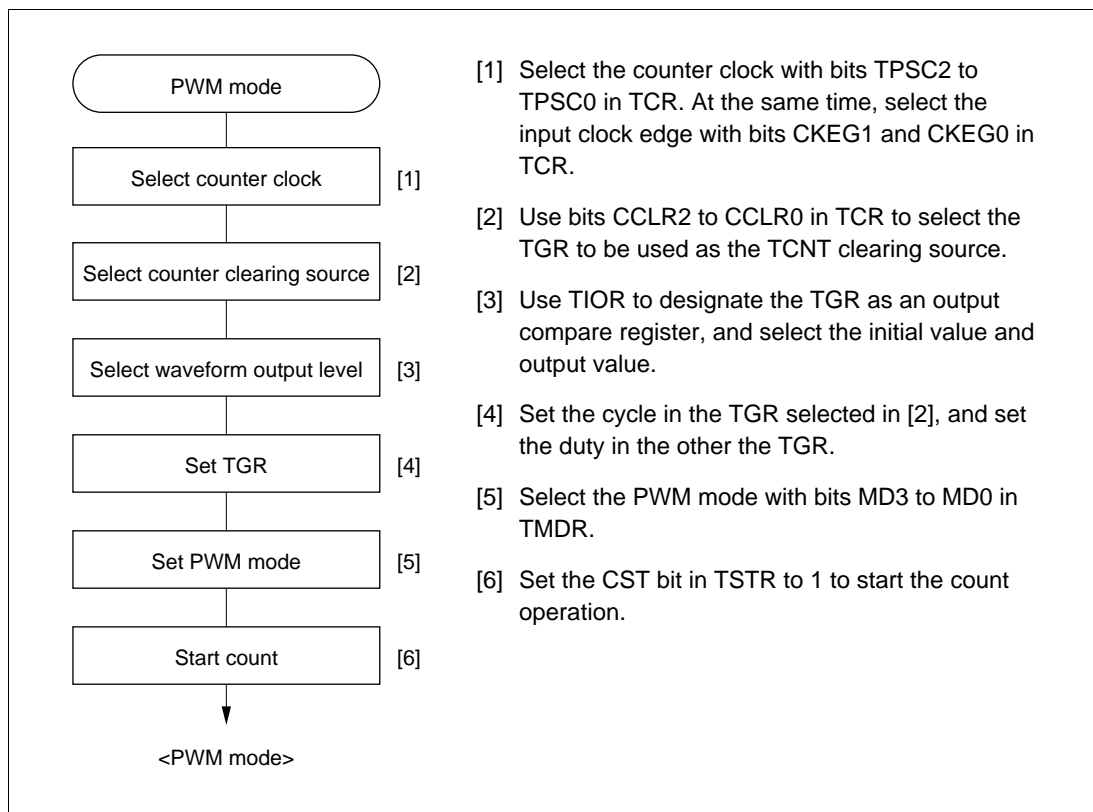 PWM mode
Select counter clock [1]
Select counter clearing source [2]
Select waveform output level [3]
Set TGR [4]
Set PWM mode [5]
Start count [6]
<PWM mode>
[1] Select the counter clock with bits TPSC2 to
TPSC0 in TCR. At the same time, select the
input clock edge with bits CKEG1 and CKEG0 in
TCR.
[2] Use bits CCLR2 to CCLR0 in TCR to select the
TGR to be used as the TCNT clearing source.
[3] Use TIOR to designate the TGR as an output
compare register, and select the initial value and
output value.
[4] Set the cycle in the TGR selected in [2], and set
the duty in the other the TGR.
[5] Select the PWM mode with bits MD3 to MD0 in
TMDR.
[6] Set the CST bit in TSTR to 1 to start the count
operation.